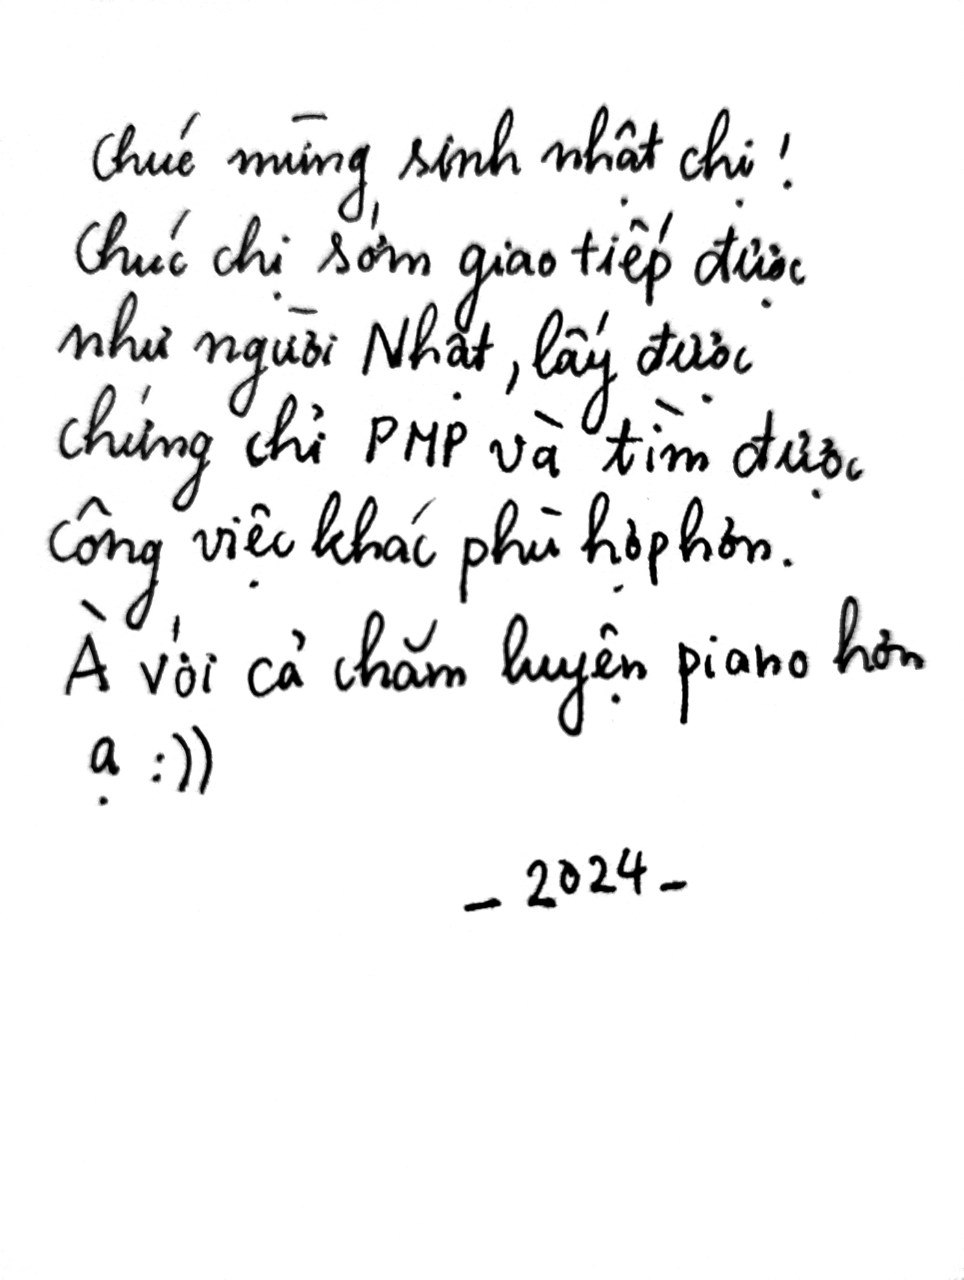 Chúc mừng sinh nhật chị!
Chúc chị sớm giao tiếp được
như người Nhật, lấy được
chứng chỉ PMP và tìm được
công việc khác phù hợp hơn.
À với cả chăm luyện piano hơn
ạ :))
- 2024 -